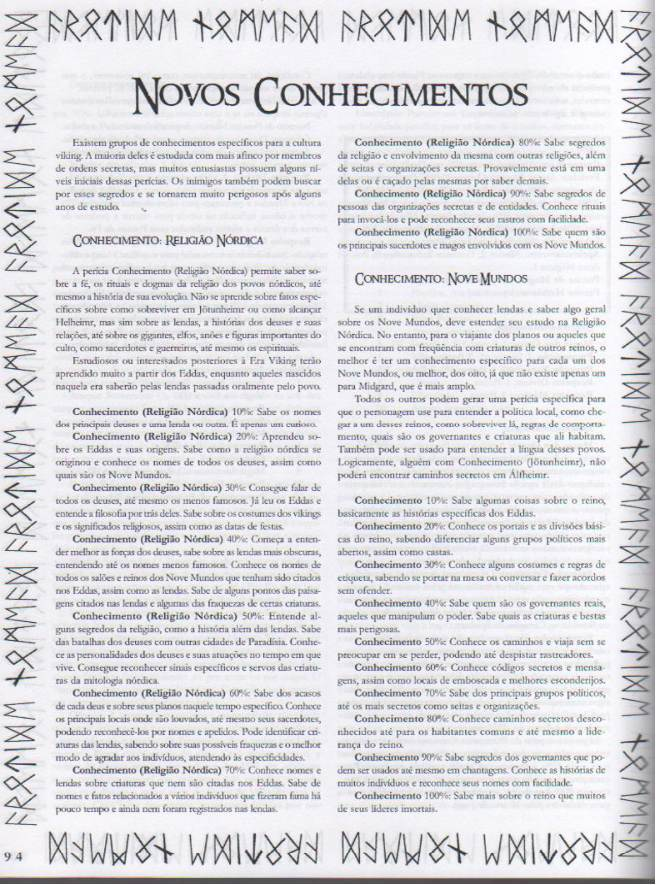 NOVOS CONHECIMENTOS
Existem grupos de conhecimentos específicos para a cultura
viking. A maioria deles é estudada com mais afinco por membros
de ordens secretas, mas muitos entusiastas possuem alguns ní-
veis iniciais dessas perícias. Os inimigos também podem buscar
por esses segredos e se tornarem muito perigosos após alguns
anos de estudo.
CONHECIMENTO: RELIGIÃO NÓRDICA
A perícia Conhecimento (Religião Nórdica) permite saber so-
bre a fé, os rituais e dogmas da religião dos povos nórdicos, até
mesmo a história de sua evolução. Não se aprende sobre fatos espe-
cíficos sobre como sobreviver em Jötunheimr ou como alcançar
Helheimr, mas sim sobre as lendas, a histórias dos deuses e suas
relações, até sobre os gigantes, elfos, anões e figuras importantes do
culto, como sacerdotes e guerreiros, até mesmo os espirituais.
Estudiosos ou interessados posteriores à Era Viking terão
aprendido muito a partir dos Eddas, enquanto aqueles nascidos
naquela era saberão pelas lendas passadas oralmente pelo povo.
Conhecimento (Religião Nórdica) 10%: Sabe os nomes
dos principais deuses e uma lenda ou outra. É apenas um curioso.
Conhecimento (Religião Nórdica) 20%: Aprendeu so-
bre os Eddas e suas origens. Sabe como a religião nórdica se
originou e conhece os nomes de todos os deuses, assim como
quais são os Nove Mundos.
Conhecimento (Religião Nórdica) 30%: Consegue falar de
todos os deuses, até mesmo os menos famosos. Já leu os Eddas e
entende a filosofia por trás deles. Sabe sobre os costumes dos vikings
e os significados religiosos, assim como as datas de festas.
Conhecimento (Religião Nórdica) 40%: Começa a enten-
der melhor as forças dos deuses, sabe sobre as lendas mais obscuras,
entendendo até os nomes menos famosos. Conhece os nomes de
todos os salões e reinos dos Nove Mundos que tenham sido citados
nos Eddas, assim como as lendas. Sabe de alguns pontos das paisa-
gens citados nas lendas e algumas das fraquezas de certas criaturas.
Conhecimento (Religião Nórdica) 50%: Entende al-
guns segredos da religião, como a história além das lendas. Sabe
das batalhas dos deuses com outras cidades de Paradísia. Conhe-
ce as personalidades dos deuses e suas atuações no tempo em que
vive. Consegue reconhecer sinais específicos e servos das criatu-
ras da mitologia nórdica.
Conhecimento (Religião Nórdica) 60%: Sabe dos acasos
de cada deus e sobre seus planos naquele tempo específico. Conhece
os principais locais onde são louvados, até mesmo seus sacerdotes,
podendo reconhecê-los por nomes e apelidos. Pode identificar cri-
aturas das lendas, sabendo sobre suas possíveis fraquezas e o melhor
modo de agradar aos indivíduos, atendendo às especificidades.
Conhecimento (Religião Nórdica) 70%: Conhece nomes e
lendas sobre criaturas que nem são citadas nos Eddas. Sabe de
nomes e fatos relacionados a vários indivíduos que fizeram fama há
pouco tempo e ainda nem foram registrados nas lendas.
Conhecimento (Religião Nórdica) 80%: Sabe segredos
da religião e envolvimento da mesma com outras religiões, além
de seitas e organizações secretas. Provavelmente está em uma
delas ou é caçado pelas mesmas por saber demais.
Conhecimento (Religião Nórdica) 90%: Sabe segredos de
pessoas das organizações secretas e de entidades. Conhece rituais
para invocá-los e pode reconhecer seus rastros com facilidade.
Conhecimento (Religião Nórdica) 100%: Sabe quem são
os principais sacerdotes e magos envolvidos com os Nove Mundos.
CONHECIMENTO: NOVE MUNDOS
Se um indivíduo quer conhecer lendas e saber algo geral
sobre os Nove Mundos, deve estender seu estudo na Religião
Nórdica. No entanto, para o viajante dos planos ou aqueles que
se encontram com freqüência com criaturas de outros reinos, o
melhor é ter um conhecimento específico para cada um dos
Nove Mundos, ou melhor, dos oito, já que não existe apenas um
para Midgard, que é mais amplo.
Todos os outros podem gerar uma perícia específica para
que o personagem use para entender a política local, como che-
gar a um desses reinos, como sobreviver lá, regras de comporta-
mento, quais são os governantes e criaturas que ali habitam.
Também pode ser usado para entender a língua desses povos.
Logicamente, alguém com Conhecimento (Jötunheimr), não
poderá encontrar caminhos secretos em Álfheimr.
Conhecimento 10%: Sabe algumas coisas sobre o reino,
basicamente as histórias específicas dos Eddas.
Conhecimento 20%: Conhece os portais e as divisões bási-
cas do reino, sabendo diferenciar alguns grupos políticos mais
abertos, assim como castas.
Conhecimento 30%: Conhece alguns costumes e regras de
etiqueta, sabendo se portar na mesa ou conversar e fazer acordos
sem ofender.
Conhecimento 40%: Sabe quem são os governantes reais,
aqueles que manipulam o poder. Sabe quais as criaturas e bestas
mais perigosas.
Conhecimento 50%: Conhece os caminhos e viaja sem se
preocupar em se perder, podendo até despistar rastreadores.
Conhecimento 60%: Conhece códigos secretos e mensa-
gens, assim como locais de emboscada e melhores esconderijos.
Conhecimento 70%: Sabe dos principais grupos políticos,
até os mais secretos como seitas e organizações.
Conhecimento 80%: Conhece caminhos secretos desco-
nhecidos até para os habitantes comuns e até mesmo a lide-
rança do reino.
Conhecimento 90%: Sabe segredos dos governantes que po-
dem ser usados até mesmo em chantagens. Conhece as histórias de
muitos indivíduos e reconhece seus nomes com facilidade.
Conhecimento 100%: Sabe mais sobre o reino que muitos
de seus líderes imortais.
94